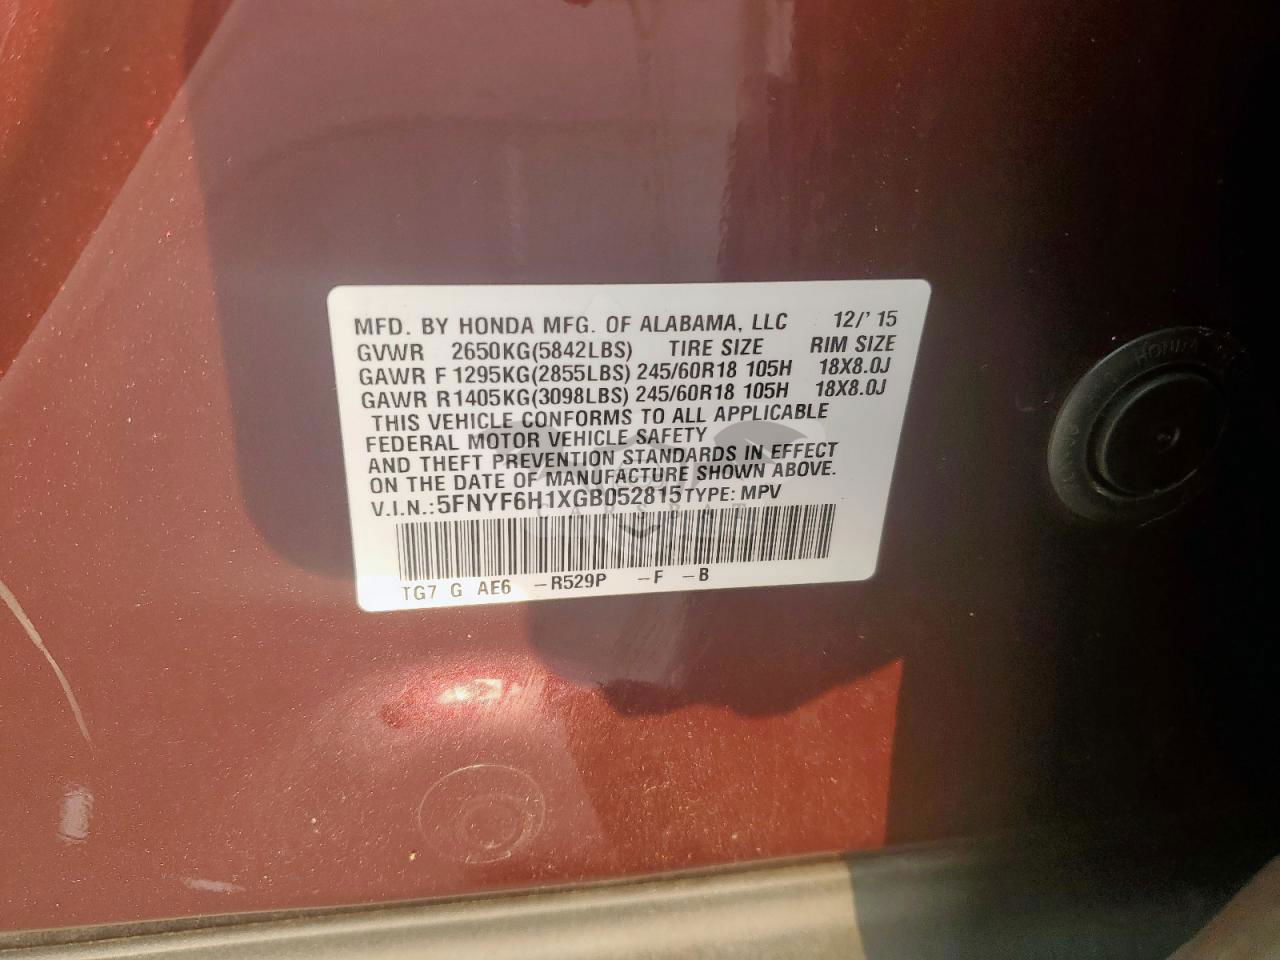 MFD. BY HONDA MFG. OF ALABAMA, LLC 12/'15
GVWR 2650KG(5842LBS) TIRE SIZE RIM SIZE
GAWR F 1295KG(2855LBS) 245/60R18 105H 18X8.0J
GAWR R1405KG(3098LBS) 245/60R18 105H 18X8.0J
THIS VEHICLE CONFORMS TO ALL APPLICABLE
FEDERAL MOTOR VEHICLE SAFETY
AND THEFT PREVENTION STANDARDS IN EFFECT
ON THE DATE OF MANUFACTURE SHOWN ABOVE.
V.I.N.:5FNYF6H1XGB052815 TYPE: MPV
TG7 G AE6 -R529P -F -B
HONDA